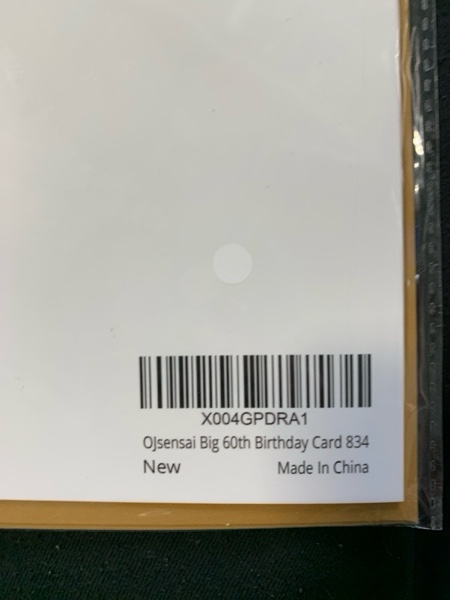 X004GPDRA1
OJsensai Big 60th Birthday Card 834
New Made In China